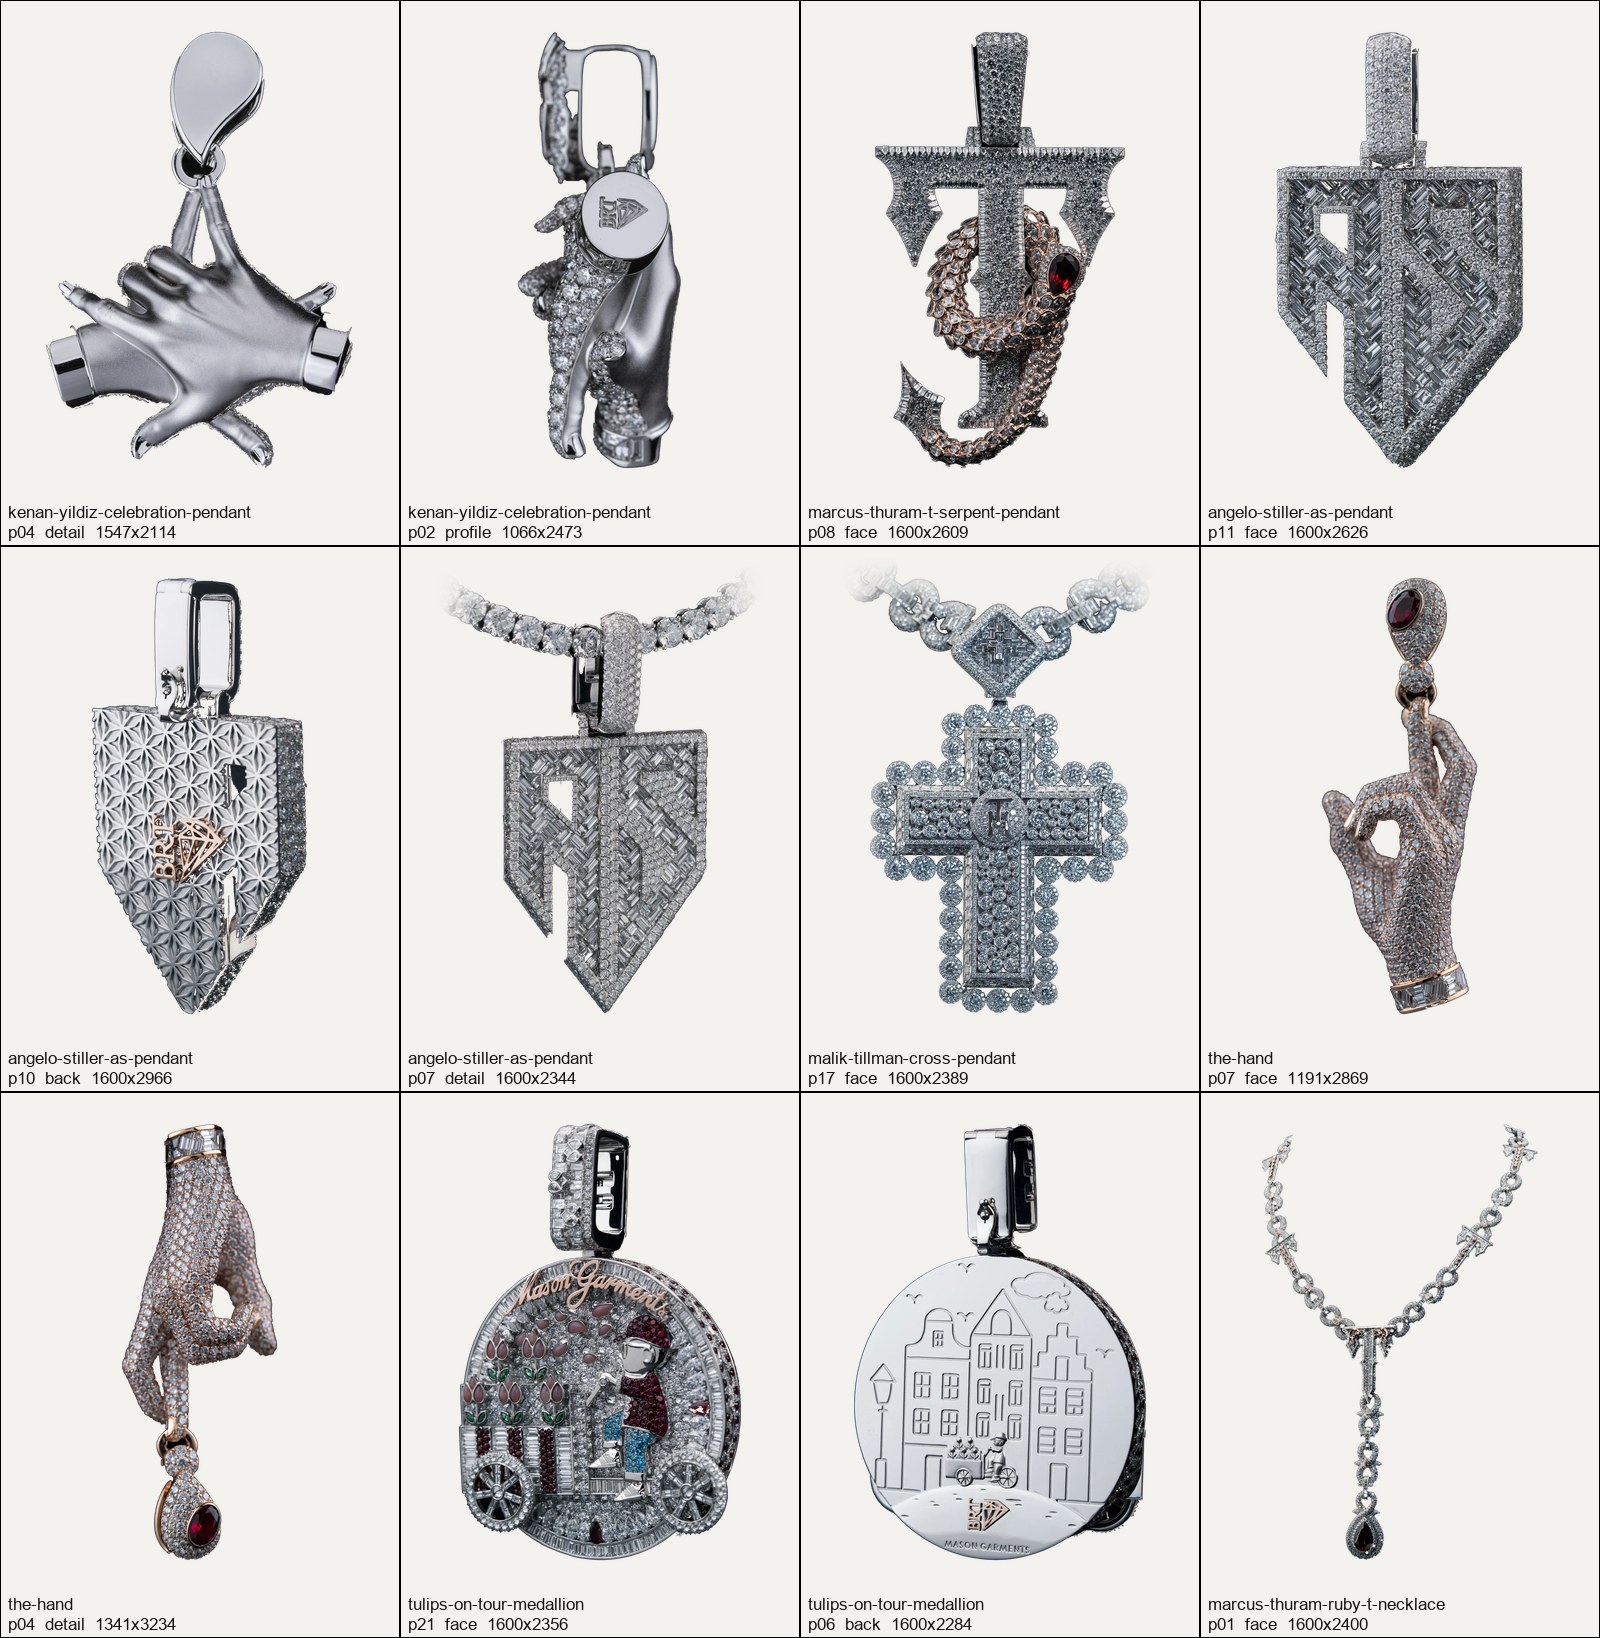 kenan-yildiz-celebration-pendant
p04 detail 1547x2114
BRT
kenan-yildiz-celebration-pendant
p02 profile 1066x2473
marcus-thuram-t-serpent-pendant
p08 face 1600x2609
angelo-stiller-as-pendant
p11 face 1600x2626
BRT
angelo-stiller-as-pendant
p10 back 1600x2966
angelo-stiller-as-pendant
p07 detail 1600x2344
malik-tillman-cross-pendant
p17 face 1600x2389
the-hand
p07 face 1191x2869
the-hand
p04 detail 1341x3234
Mason Garments
tulips-on-tour-medallion
p21 face 1600x2356
BRT
MASON GARMENTS
tulips-on-tour-medallion
p06 back 1600x2284
marcus-thuram-ruby-t-necklace
p01 face 1600x2400